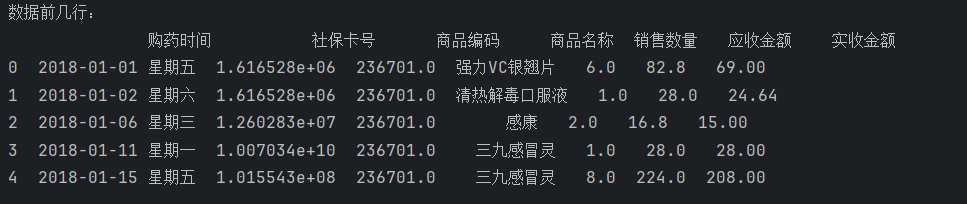 数据前几行：
购药时间 社保卡号 商品编码 商品名称 销售数量 应收金额 实收金额
0 2018-01-01 星期五 1.616528e+06 236701.0 强力VC银翘片 6.0 82.8 69.00
1 2018-01-02 星期六 1.616528e+06 236701.0 清热解毒口服液 1.0 28.0 24.64
2 2018-01-06 星期三 1.260283e+07 236701.0 感康 2.0 16.8 15.00
3 2018-01-11 星期一 1.007034e+10 236701.0 三九感冒灵 1.0 28.0 28.00
4 2018-01-15 星期五 1.015543e+08 236701.0 三九感冒灵 8.0 224.0 208.00